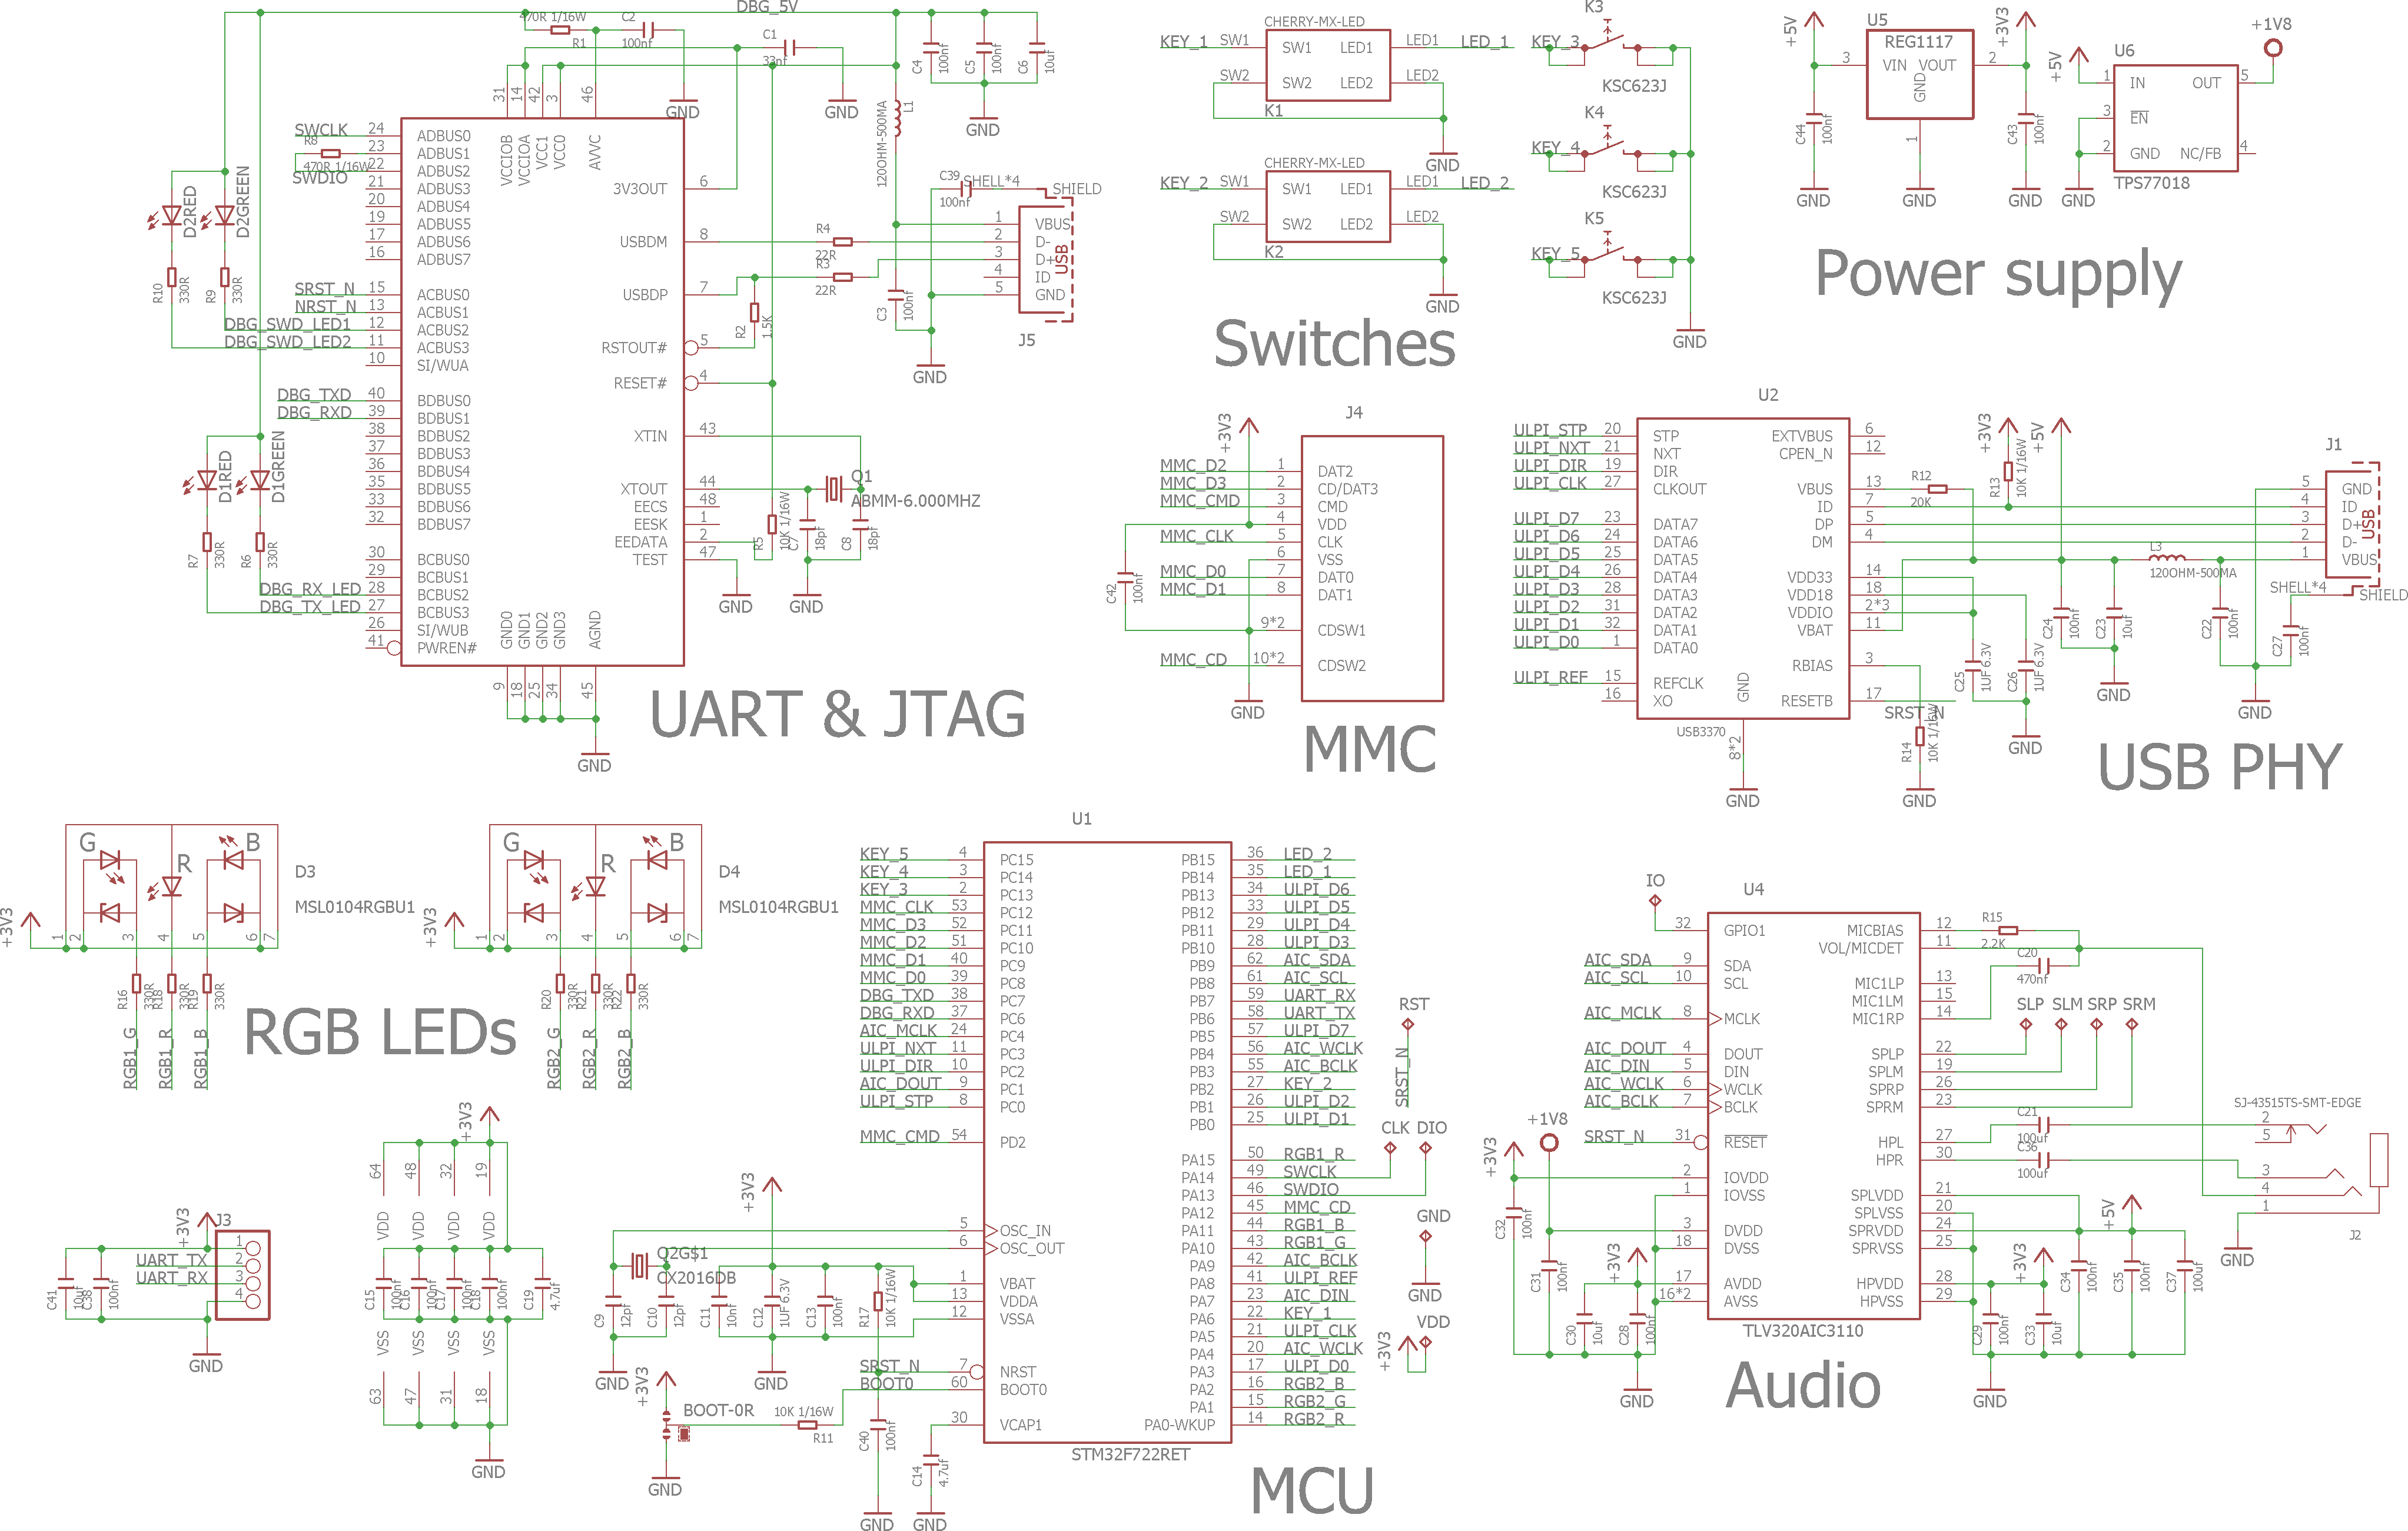 DBG_5V
470R 1/16W
R1
C2
100nf
C1
33nf
GND
GND
C4
100nf
C5
100nf
C6
10uf
GND
31
14
42
3
46
VCCIOB
VCCIOA
VCC1
VCC0
AVVC
SWCLK
R8
470R 1/16W
SWDIO
24 ADBUS0
23 ADBUS1
22 ADBUS2
21 ADBUS3
20 ADBUS4
19 ADBUS5
17 ADBUS6
16 ADBUS7
SRST_N 15 ACBUS0
NRST_N 13 ACBUS1
DBG_SWD_LED1 12 ACBUS2
DBG_SWD_LED2 11 ACBUS3
10 SI/WUA
DBG_TXD 40 BDBUS0
DBG_RXD 39 BDBUS1
38 BDBUS2
37 BDBUS3
36 BDBUS4
35 BDBUS5
33 BDBUS6
32 BDBUS7
30 BCBUS0
29 BCBUS1
DBG_RX_LED 28 BCBUS2
DBG_TX_LED 27 BCBUS3
26 SI/WUB
41 PWREN#
D2RED
D2GREEN
R10
330R
R9
330R
D1RED
D1GREEN
R7
330R
R6
330R
3V3OUT 6
USBDM 8
USBDP 7
RSTOUT# 5
RESET# 4
XTIN 43
XTOUT 44
EECS 48
EESK 1
EEDATA 2
TEST 47
GND0
GND1
GND2
GND3
AGND
9
18
25
34
45
GND
R4
22R
R3
22R
R2
1.5K
L1
120OHM-500MA
C39
100nf
SHELL*4
SHIELD
1 VBUS
2 D-
3 D+
4 ID
5 GND
USB
J5
C3
100nf
GND
Q1
ABMM-6.000MHZ
R5
10K 1/16W
C7
18pf
C8
18pf
GND
GND
UART & JTAG
CHERRY-MX-LED
KEY_1 SW1 SW1 LED1 LED1 LED_1
SW2 SW2 LED2 LED2
K1
GND
CHERRY-MX-LED
KEY_2 SW1 SW1 LED1 LED1 LED_2
SW2 SW2 LED2 LED2
K2
GND
K3
KEY_3
KSC623J
K4
KEY_4
KSC623J
K5
KEY_5
KSC623J
GND
Switches
+5V
U5
REG1117
3 VIN VOUT 2
GND
1
+3V3
C44
100nf
C43
100nf
GND
GND
GND
+5V
U6
+1V8
1 IN OUT 5
3 EN
2 GND NC/FB 4
TPS77018
GND
Power supply
+3V3
J4
MMC_D2 1 DAT2
MMC_D3 2 CD/DAT3
MMC_CMD 3 CMD
4 VDD
MMC_CLK 5 CLK
6 VSS
MMC_D0 7 DAT0
MMC_D1 8 DAT1
9*2 CDSW1
MMC_CD 10*2 CDSW2
C42
100nf
GND
MMC
U2
ULPI_STP 20 STP
ULPI_NXT 21 NXT
ULPI_DIR 19 DIR
ULPI_CLK 27 CLKOUT
ULPI_D7 23 DATA7
ULPI_D6 24 DATA6
ULPI_D5 25 DATA5
ULPI_D4 26 DATA4
ULPI_D3 28 DATA3
ULPI_D2 31 DATA2
ULPI_D1 32 DATA1
ULPI_D0 1 DATA0
ULPI_REF 15 REFCLK
16 XO
EXTVBUS 6
CPEN_N 12
VBUS 13
ID 7
DP 5
DM 4
VDD33 14
VDD18 18
VDDIO 2*3
VBAT 11
RBIAS 3
RESETB 17
SRST_N
GND
USB3370
8*2
GND
R14
10K 1/16W
GND
R12
20K
+3V3
R13
10K 1/16W
+5V
L3
120OHM-500MA
C25
1UF 6.3V
C26
1UF 6.3V
GND
C24
100nf
C23
10uf
GND
C22
100nf
C27
100nf
GND
J1
5 GND
4 ID
3 D+
2 D-
1 VBUS
USB
SHELL*4
SHIELD
USB PHY
G
R
B
D3
MSL0104RGBU1
+3V3
1
2
3
4
5
6
7
R16
330R
R18
330R
R19
330R
RGB1_G
RGB1_R
RGB1_B
G
R
B
D4
MSL0104RGBU1
+3V3
1
2
3
4
5
6
7
R20
330R
R21
330R
R22
330R
RGB2_G
RGB2_R
RGB2_B
RGB LEDs
+3V3
J3
1
UART_TX 2
UART_RX 3
4
C41
10uf
C38
100nf
GND
+3V3
64
48
32
19
VDD
VDD
VDD
VDD
C15
100nf
C16
100nf
C17
100nf
C18
100nf
C19
4.7uf
VSS
VSS
VSS
VSS
63
47
31
18
GND
U1
KEY_5 4 PC15
KEY_4 3 PC14
KEY_3 2 PC13
MMC_CLK 53 PC12
MMC_D3 52 PC11
MMC_D2 51 PC10
MMC_D1 40 PC9
MMC_D0 39 PC8
DBG_TXD 38 PC7
DBG_RXD 37 PC6
AIC_MCLK 24 PC4
ULPI_NXT 11 PC3
ULPI_DIR 10 PC2
AIC_DOUT 9 PC1
ULPI_STP 8 PC0
MMC_CMD 54 PD2
5 OSC_IN
6 OSC_OUT
1 VBAT
13 VDDA
12 VSSA
SRST_N 7 NRST
BOOT0 60 BOOT0
30 VCAP1
PB15 36 LED_2
PB14 35 LED_1
PB13 34 ULPI_D6
PB12 33 ULPI_D5
PB11 29 ULPI_D4
PB10 28 ULPI_D3
PB9 62 AIC_SDA
PB8 61 AIC_SCL
PB7 59 UART_RX
PB6 58 UART_TX
PB5 57 ULPI_D7
PB4 56 AIC_WCLK
PB3 55 AIC_BCLK
PB2 27 KEY_2
PB1 26 ULPI_D2
PB0 25 ULPI_D1
PA15 50 RGB1_R
PA14 49 SWCLK
PA13 46 SWDIO
PA12 45 MMC_CD
PA11 44 RGB1_B
PA10 43 RGB1_G
PA9 42 AIC_BCLK
PA8 41 ULPI_REF
PA7 23 AIC_DIN
PA6 22 KEY_1
PA5 21 ULPI_CLK
PA4 20 AIC_WCLK
PA3 17 ULPI_D0
PA2 16 RGB2_B
PA1 15 RGB2_G
PA0-WKUP 14 RGB2_R
STM32F722RET
+3V3
Q2G$1
CX2016DB
C9
12pf
C10
12pf
C11
10nf
C12
1UF 6.3V
C13
100nf
R17
10K 1/16W
GND
GND
+3V3
BOOT-0R
10K 1/16W
R11
GND
C40
100nf
C14
4.7uf
GND
GND
RST
SRST_N
CLK
DIO
GND
GND
VDD
+3V3
MCU
IO
U4
32 GPIO1
AIC_SDA 9 SDA
AIC_SCL 10 SCL
AIC_MCLK 8 MCLK
AIC_DOUT 4 DOUT
AIC_DIN 5 DIN
AIC_WCLK 6 WCLK
AIC_BCLK 7 BCLK
SRST_N 31 RESET
2 IOVDD
1 IOVSS
3 DVDD
18 DVSS
17 AVDD
16*2 AVSS
MICBIAS 12
VOL/MICDET 11
MIC1LP 13
MIC1LM 15
MIC1RP 14
SPLP 22
SPLM 19
SPRP 26
SPRM 23
HPL 27
HPR 30
SPLVDD 21
SPLVSS 20
SPRVDD 24
SPRVSS 25
HPVDD 28
HPVSS 29
TLV320AIC3110
+1V8
+3V3
C32
100nf
C31
100nf
+3V3
C30
10uf
C28
100nf
GND
R15
2.2K
C20
470nf
SLP
SLM
SRP
SRM
C21
100uf
C36
100uf
+5V
+3V3
C29
100nf
C33
10uf
C34
100nf
C35
100nf
C37
100uf
GND
SJ-43515TS-SMT-EDGE
2
5
3
4
1
J2
GND
Audio